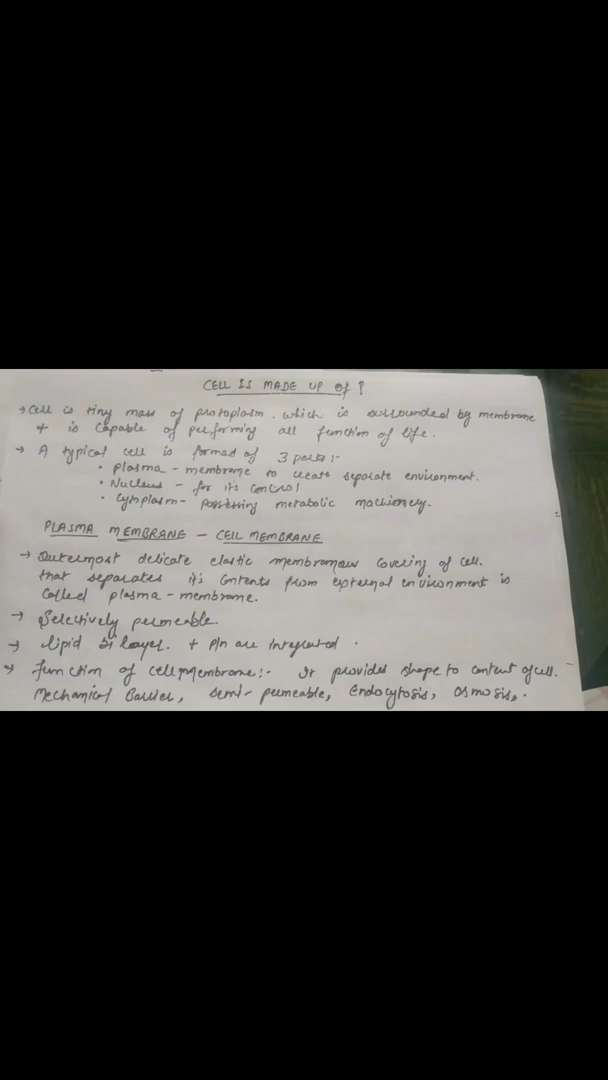 CELL IS MADE UP Of ?
→ Cell is tiny mass of protoplasm. which is surrounded by membrane
+ is capable of performing all function of life.
→ A typical cell is formed of 3 parts:-
• Plasma - membrane to create separate environment.
• Nucleus - for it's control
• Cytoplasm - possessing metabolic machinery.
PLASMA MEMBRANE - CELL MEMBRANE
→ Outermost delicate elastic membranous covering of cell.
that separates it's contents from external environment is
called plasma - membrane.
→ Selectively permeable.
→ lipid bi layer. + P/n are integrated.
→ function of cell membrane:- It provides shape to content of cell.
Mechanical Barrier, semi-permeable, Endocytosis, Osmosis,.